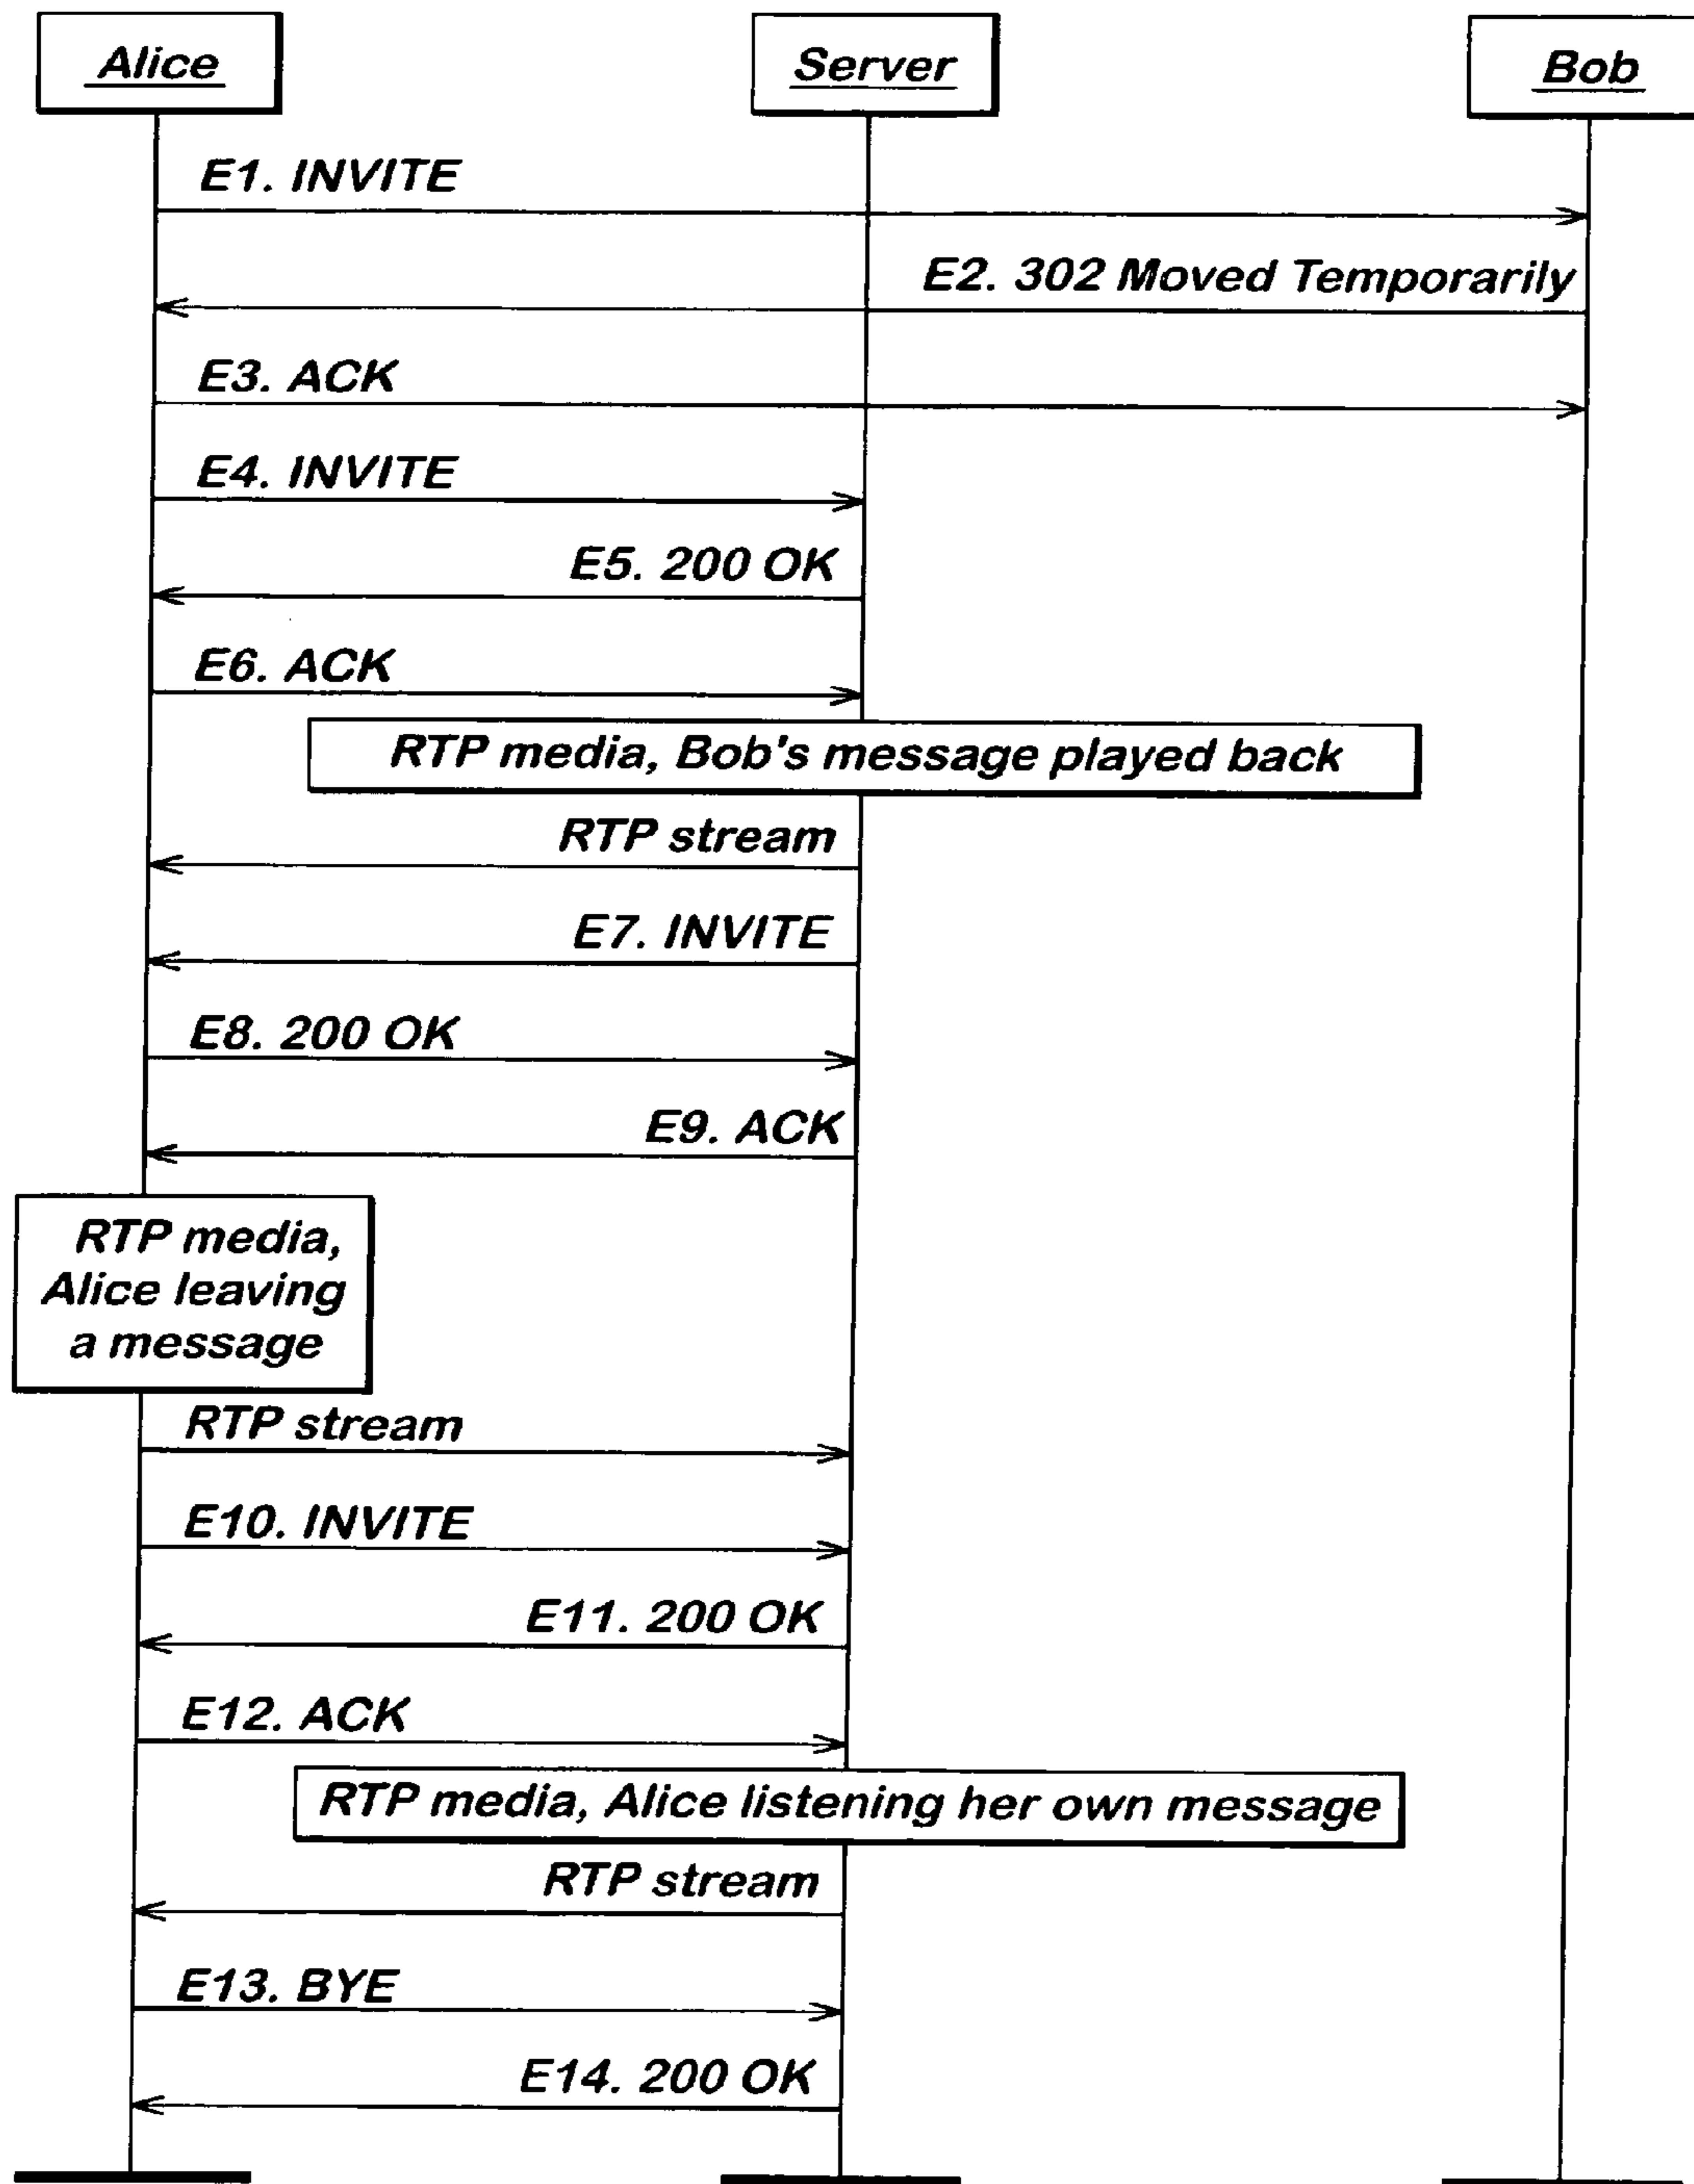 Alice
Server
Bob
E1. INVITE
E2. 302 Moved Temporarily
E3. ACK
E4. INVITE
E5. 200 OK
E6. ACK
RTP media, Bob's message played back
RTP stream
E7. INVITE
E8. 200 OK
E9. ACK
RTP media,
Alice leaving
a message
RTP stream
E10. INVITE
E11. 200 OK
E12. ACK
RTP media, Alice listening her own message
RTP stream
E13. BYE
E14. 200 OK